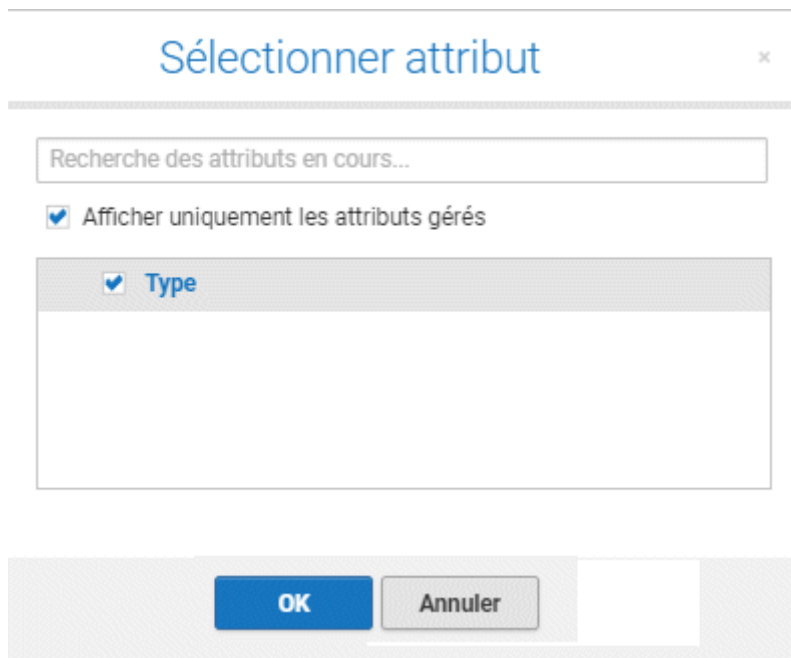 Sélectionner attribut
×
Recherche des attributs en cours...
Afficher uniquement les attributs gérés
Type
OK
Annuler